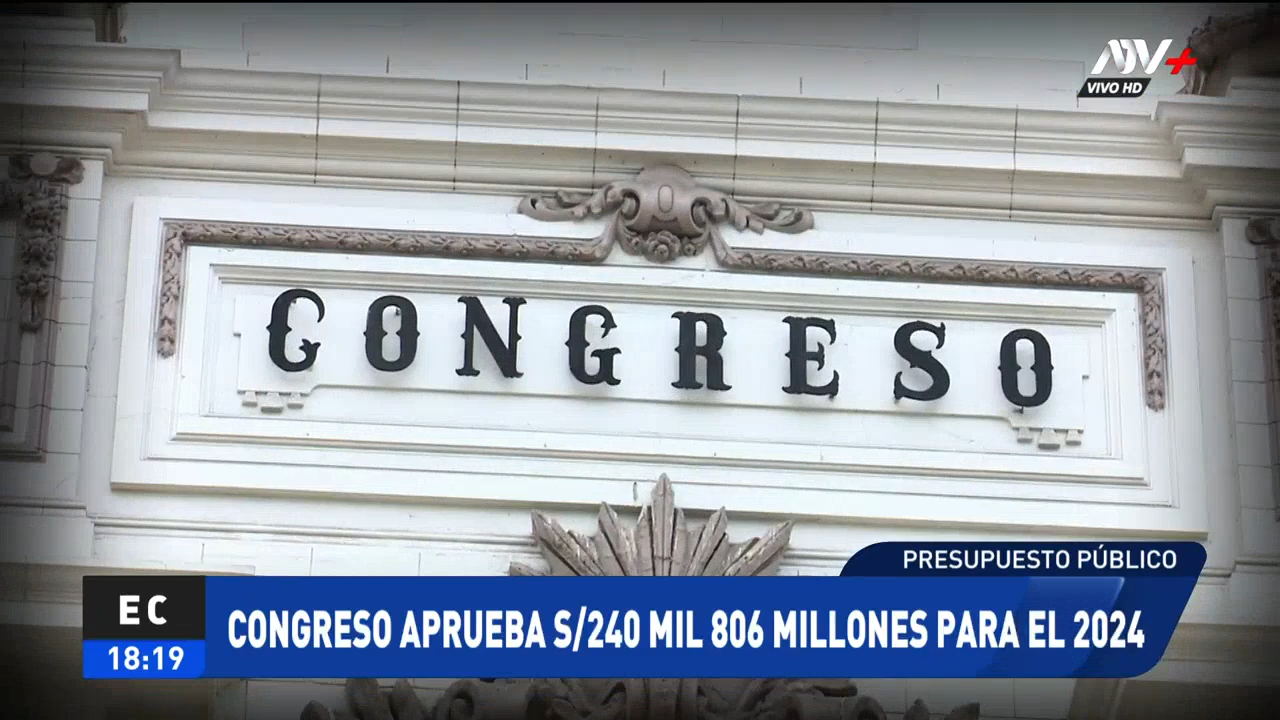 ATV+
VIVO HD
CONGRESO
PRESUPUESTO PÚBLICO
EC
CONGRESO APRUEBA S/240 MIL 806 MILLONES PARA EL 2024
18:19